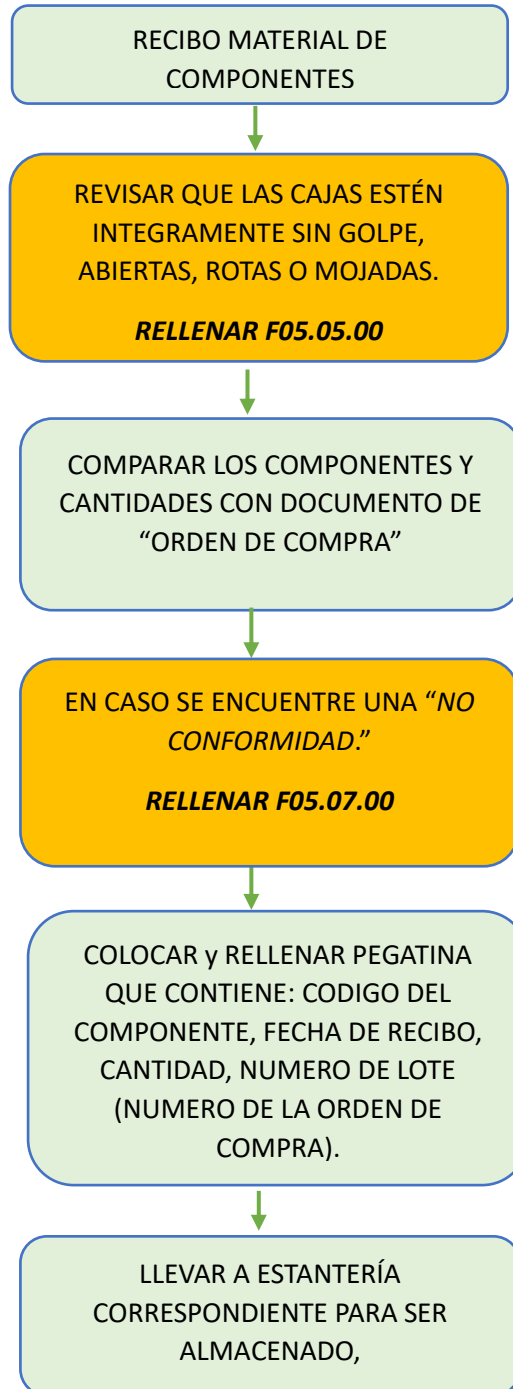 RECIBO MATERIAL DE
COMPONENTES
REVISAR QUE LAS CAJAS ESTÉN
INTEGRAMENTE SIN GOLPE,
ABIERTAS, ROTAS O MOJADAS.
RELLENAR F05.05.00
COMPARAR LOS COMPONENTES Y
CANTIDADES CON DOCUMENTO DE
“ORDEN DE COMPRA”
EN CASO SE ENCUENTRE UNA “NO
CONFORMIDAD.”
RELLENAR F05.07.00
COLOCAR y RELLENAR PEGATINA
QUE CONTIENE: CODIGO DEL
COMPONENTE, FECHA DE RECIBO,
CANTIDAD, NUMERO DE LOTE
(NUMERO DE LA ORDEN DE
COMPRA).
LLEVAR A ESTANTERÍA
CORRESPONDIENTE PARA SER
ALMACENADO,